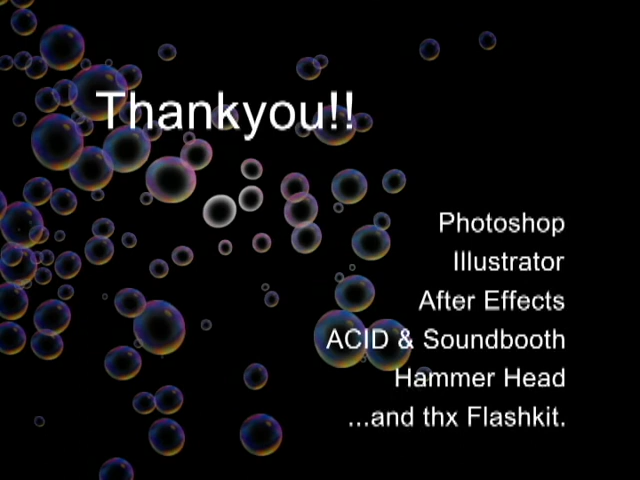 Thankyou!!
Photoshop
Illustrator
After Effects
ACID & Soundbooth
Hammer Head
...and thx Flashkit.